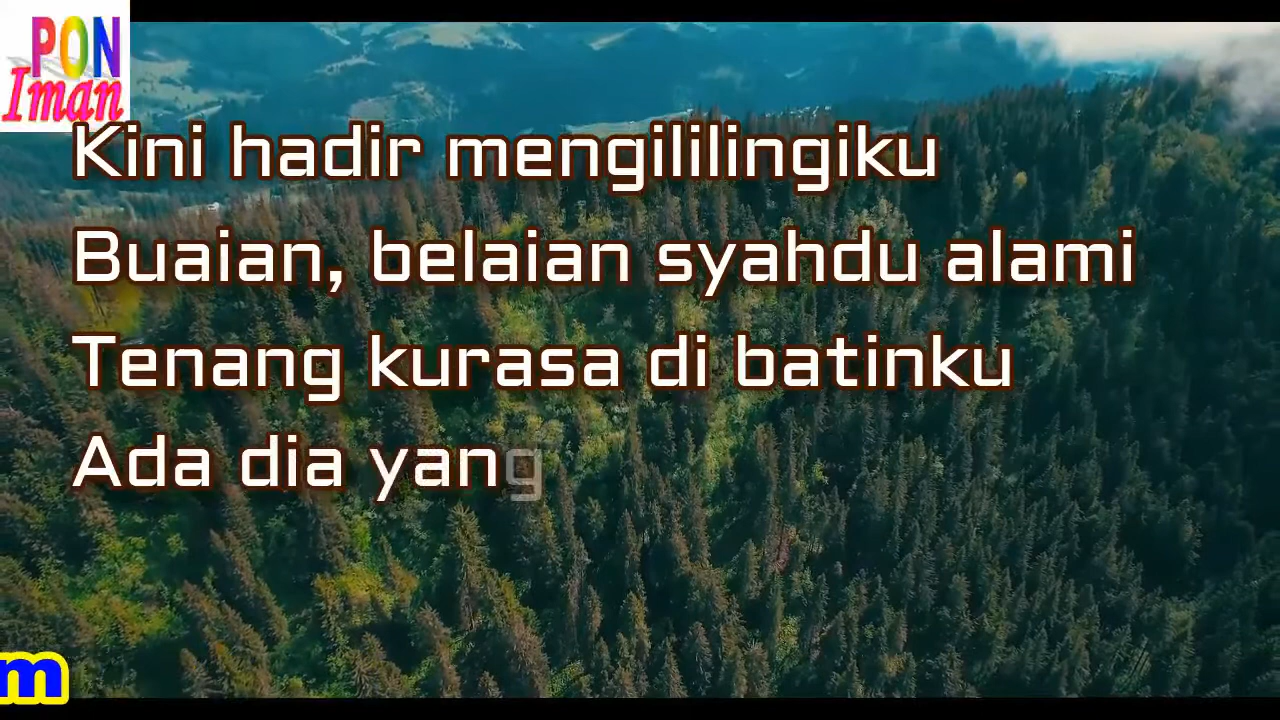 PON
Iman
Kini hadir mengililingiku
Buaian, belaian syahdu alami
Tenang kurasa di batinku
Ada dia yang
m